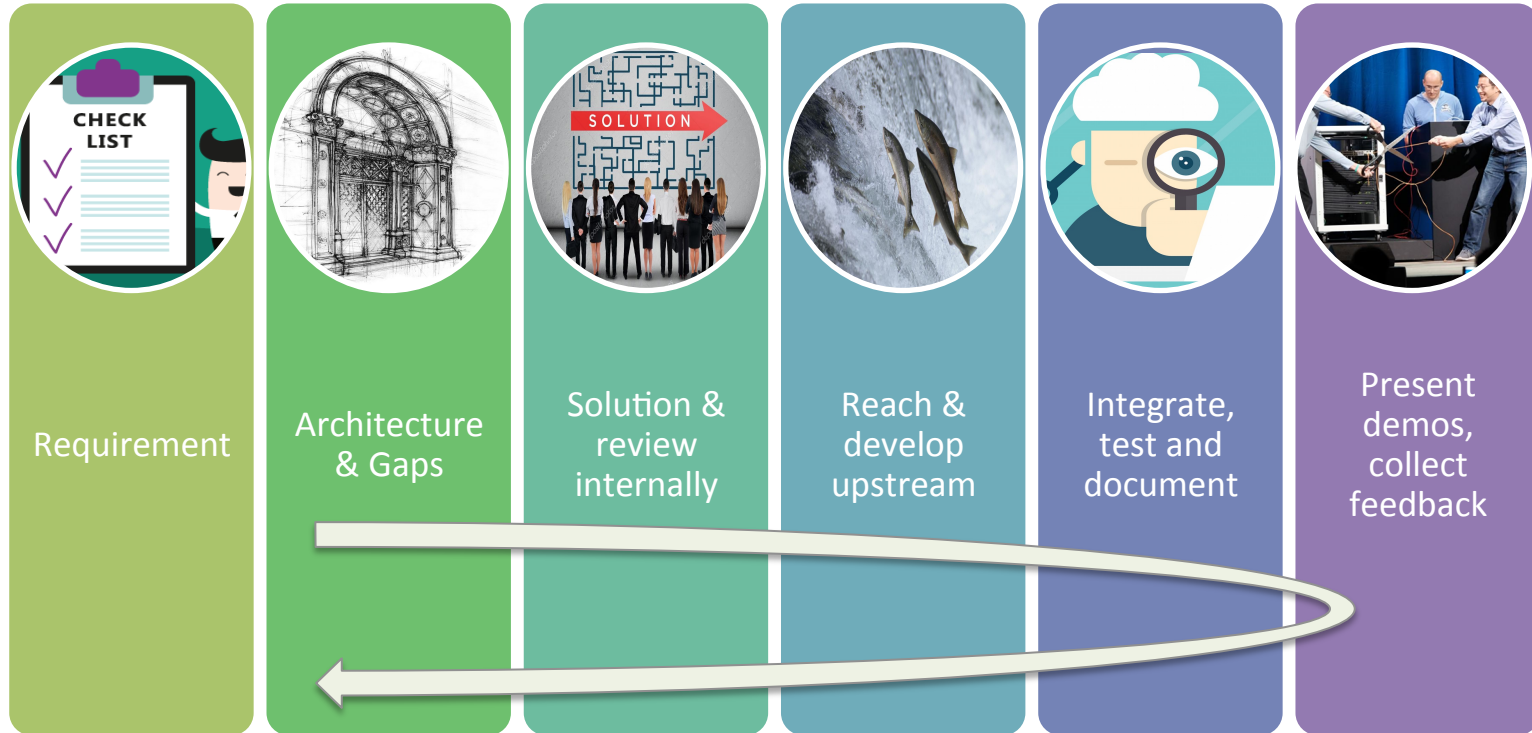 CHECK
LIST
SOLUTION
Requirement
Architecture
& Gaps
Solution &
review
internally
Reach &
develop
upstream
Integrate,
test and
document
Present
demos,
collect
feedback